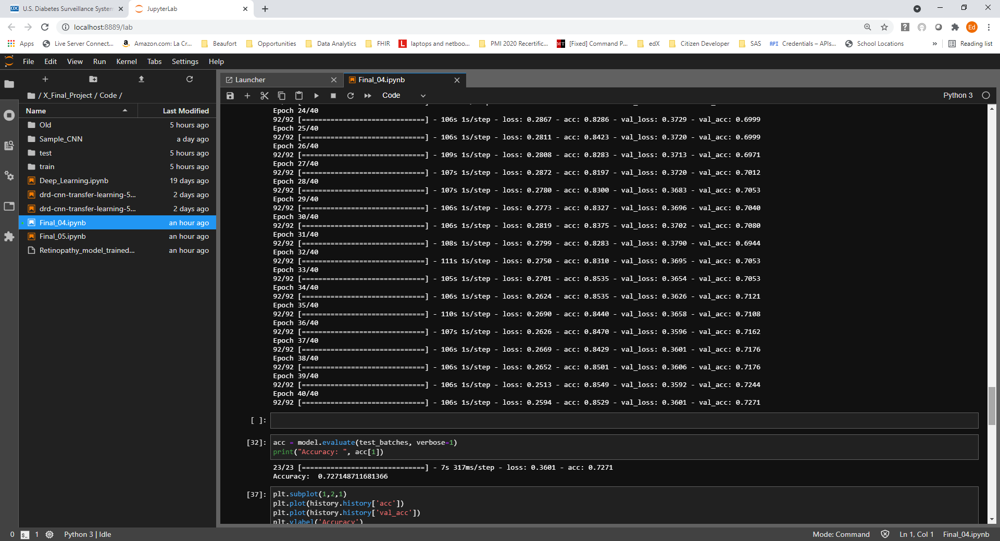 U.S. Diabetes Surveillance System
JupyterLab
localhost:8889/lab
Ed
Apps
Live Server Connect...
Amazon.com: La Cr...
Beaufort
Opportunities
Data Analytics
FHIR
laptops and netboo...
PMI 2020 Recertific...
[Fixed] Command P...
edX
Citizen Developer
SAS
API Credentials – APIs...
School Locations
»
Reading list
File Edit View Run Kernel Tabs Settings Help
Launcher
Final_04.ipynb
/ X_Final_Project / Code /
Code
Python 3
Name Last Modified
Old 5 hours ago
Sample_CNN a day ago
test 5 hours ago
train 5 hours ago
Deep_Learning.ipynb 19 days ago
drd-cnn-transfer-learning-5... 2 days ago
drd-cnn-transfer-learning-5... 2 days ago
Final_04.ipynb an hour ago
Final_05.ipynb an hour ago
Retinopathy_model_trained... an hour ago
Epoch 24/40
92/92 [==============================] - 106s 1s/step - loss: 0.2867 - acc: 0.8286 - val_loss: 0.3729 - val_acc: 0.6999
Epoch 25/40
92/92 [==============================] - 106s 1s/step - loss: 0.2811 - acc: 0.8423 - val_loss: 0.3720 - val_acc: 0.6999
Epoch 26/40
92/92 [==============================] - 109s 1s/step - loss: 0.2808 - acc: 0.8283 - val_loss: 0.3713 - val_acc: 0.6971
Epoch 27/40
92/92 [==============================] - 107s 1s/step - loss: 0.2872 - acc: 0.8197 - val_loss: 0.3720 - val_acc: 0.7012
Epoch 28/40
92/92 [==============================] - 107s 1s/step - loss: 0.2780 - acc: 0.8300 - val_loss: 0.3683 - val_acc: 0.7053
Epoch 29/40
92/92 [==============================] - 106s 1s/step - loss: 0.2773 - acc: 0.8327 - val_loss: 0.3696 - val_acc: 0.7040
Epoch 30/40
92/92 [==============================] - 106s 1s/step - loss: 0.2819 - acc: 0.8375 - val_loss: 0.3702 - val_acc: 0.7080
Epoch 31/40
92/92 [==============================] - 108s 1s/step - loss: 0.2799 - acc: 0.8283 - val_loss: 0.3790 - val_acc: 0.6944
Epoch 32/40
92/92 [==============================] - 111s 1s/step - loss: 0.2750 - acc: 0.8310 - val_loss: 0.3695 - val_acc: 0.7053
Epoch 33/40
92/92 [==============================] - 105s 1s/step - loss: 0.2701 - acc: 0.8535 - val_loss: 0.3654 - val_acc: 0.7053
Epoch 34/40
92/92 [==============================] - 106s 1s/step - loss: 0.2624 - acc: 0.8535 - val_loss: 0.3626 - val_acc: 0.7121
Epoch 35/40
92/92 [==============================] - 110s 1s/step - loss: 0.2690 - acc: 0.8440 - val_loss: 0.3658 - val_acc: 0.7108
Epoch 36/40
92/92 [==============================] - 107s 1s/step - loss: 0.2626 - acc: 0.8470 - val_loss: 0.3596 - val_acc: 0.7162
Epoch 37/40
92/92 [==============================] - 106s 1s/step - loss: 0.2669 - acc: 0.8429 - val_loss: 0.3601 - val_acc: 0.7176
Epoch 38/40
92/92 [==============================] - 106s 1s/step - loss: 0.2652 - acc: 0.8501 - val_loss: 0.3606 - val_acc: 0.7176
Epoch 39/40
92/92 [==============================] - 106s 1s/step - loss: 0.2513 - acc: 0.8549 - val_loss: 0.3592 - val_acc: 0.7244
Epoch 40/40
92/92 [==============================] - 106s 1s/step - loss: 0.2594 - acc: 0.8529 - val_loss: 0.3601 - val_acc: 0.7271
[ ]:
[32]: acc = model.evaluate(test_batches, verbose=1)
print("Accuracy: ", acc[1])
23/23 [==============================] - 7s 317ms/step - loss: 0.3601 - acc: 0.7271
Accuracy:  0.727148711681366
[37]: plt.subplot(1,2,1)
plt.plot(history.history['acc'])
plt.plot(history.history['val_acc'])
plt.ylabel('Accuracy')
0 1 Python 3 | Idle
Mode: Command Ln 1, Col 1 Final_04.ipynb